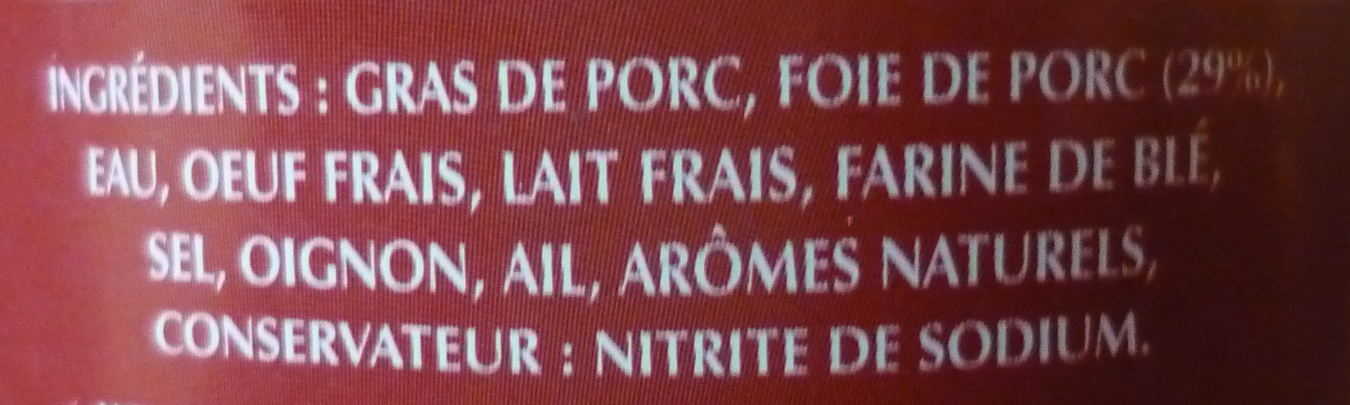 INGRÉDIENTS : GRAS DE PORC, FOIE DE PORC (29%),
EAU, OEUF FRAIS, LAIT FRAIS, FARINE DE BLÉ,
SEL, OIGNON, AIL, ARÔMES NATURELS,
CONSERVATEUR : NITRITE DE SODIUM.